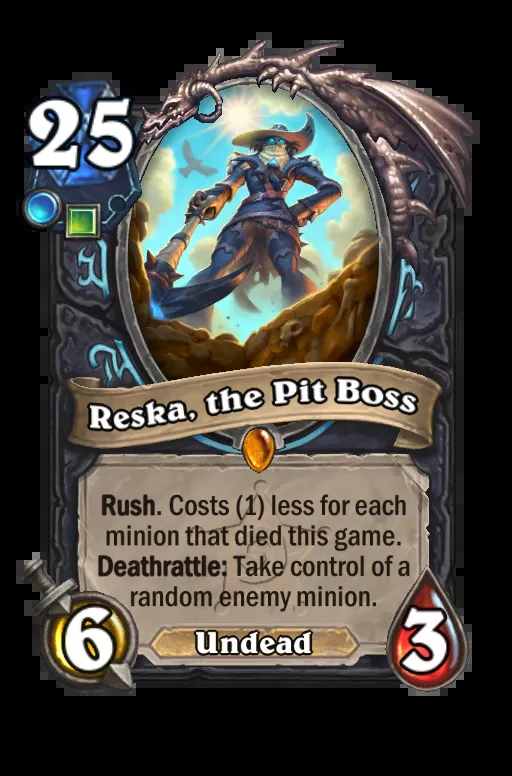 25
Reska, the Pit Boss
Rush. Costs (1) less for each
minion that died this game.
Deathrattle: Take control of a
random enemy minion.
6
Undead
3